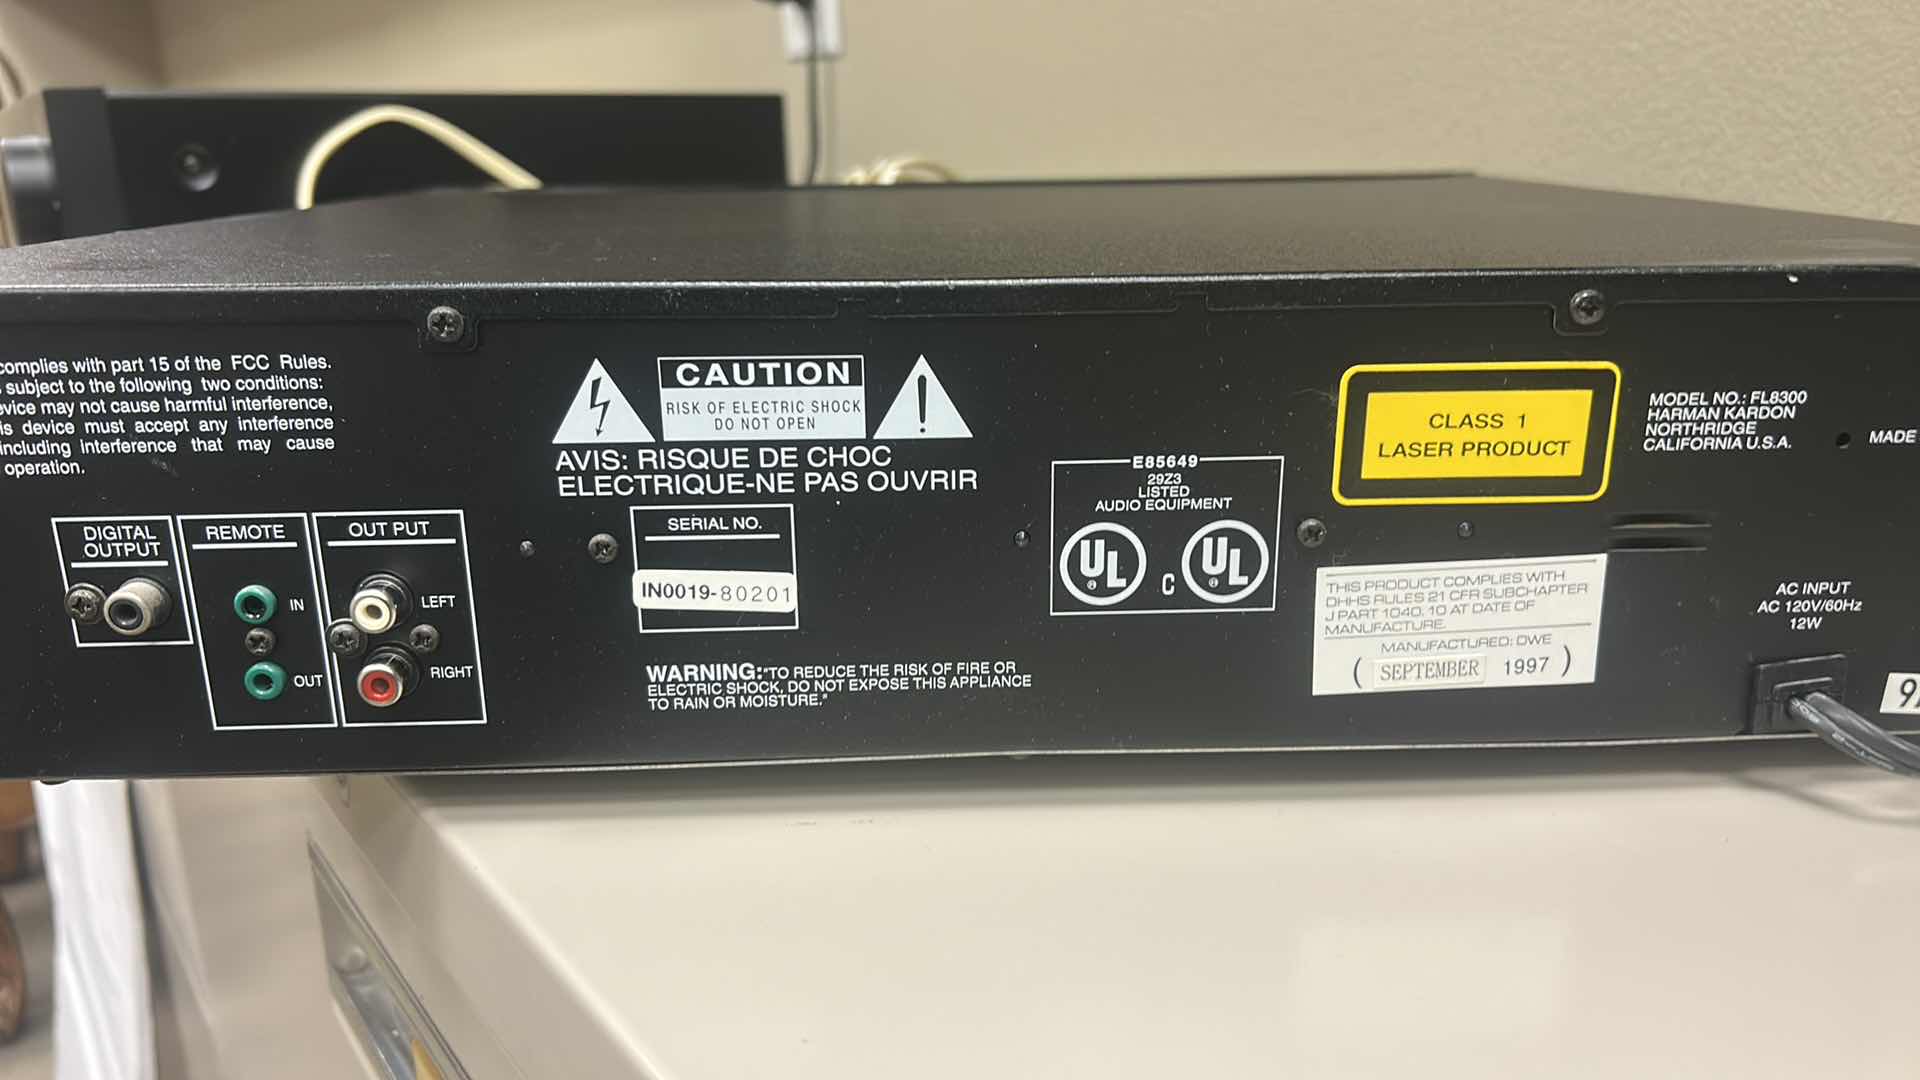 complies with part 15 of the FCC Rules.
subject to the following two conditions:
evice may not cause harmful interference,
is device must accept any interference
including interference that may cause
operation.
DIGITAL
OUTPUT
REMOTE
IN
OUT
OUT PUT
LEFT
RIGHT
CAUTION
RISK OF ELECTRIC SHOCK
DO NOT OPEN
AVIS: RISQUE DE CHOC
ELECTRIQUE-NE PAS OUVRIR
SERIAL NO.
IN0019-80201
WARNING:"TO REDUCE THE RISK OF FIRE OR
ELECTRIC SHOCK, DO NOT EXPOSE THIS APPLIANCE
TO RAIN OR MOISTURE."
E85649
29Z3
LISTED
AUDIO EQUIPMENT
UL ®
C UL ®
CLASS 1
LASER PRODUCT
THIS PRODUCT COMPLIES WITH
DHHS RULES 21 CFR SUBCHAPTER
J PART 1040. 10 AT DATE OF
MANUFACTURE.
MANUFACTURED: DWE
( SEPTEMBER 1997 )
MODEL NO.: FL8300
HARMAN KARDON
NORTHRIDGE
CALIFORNIA U.S.A.
MADE
AC INPUT
AC 120V/60Hz
12W